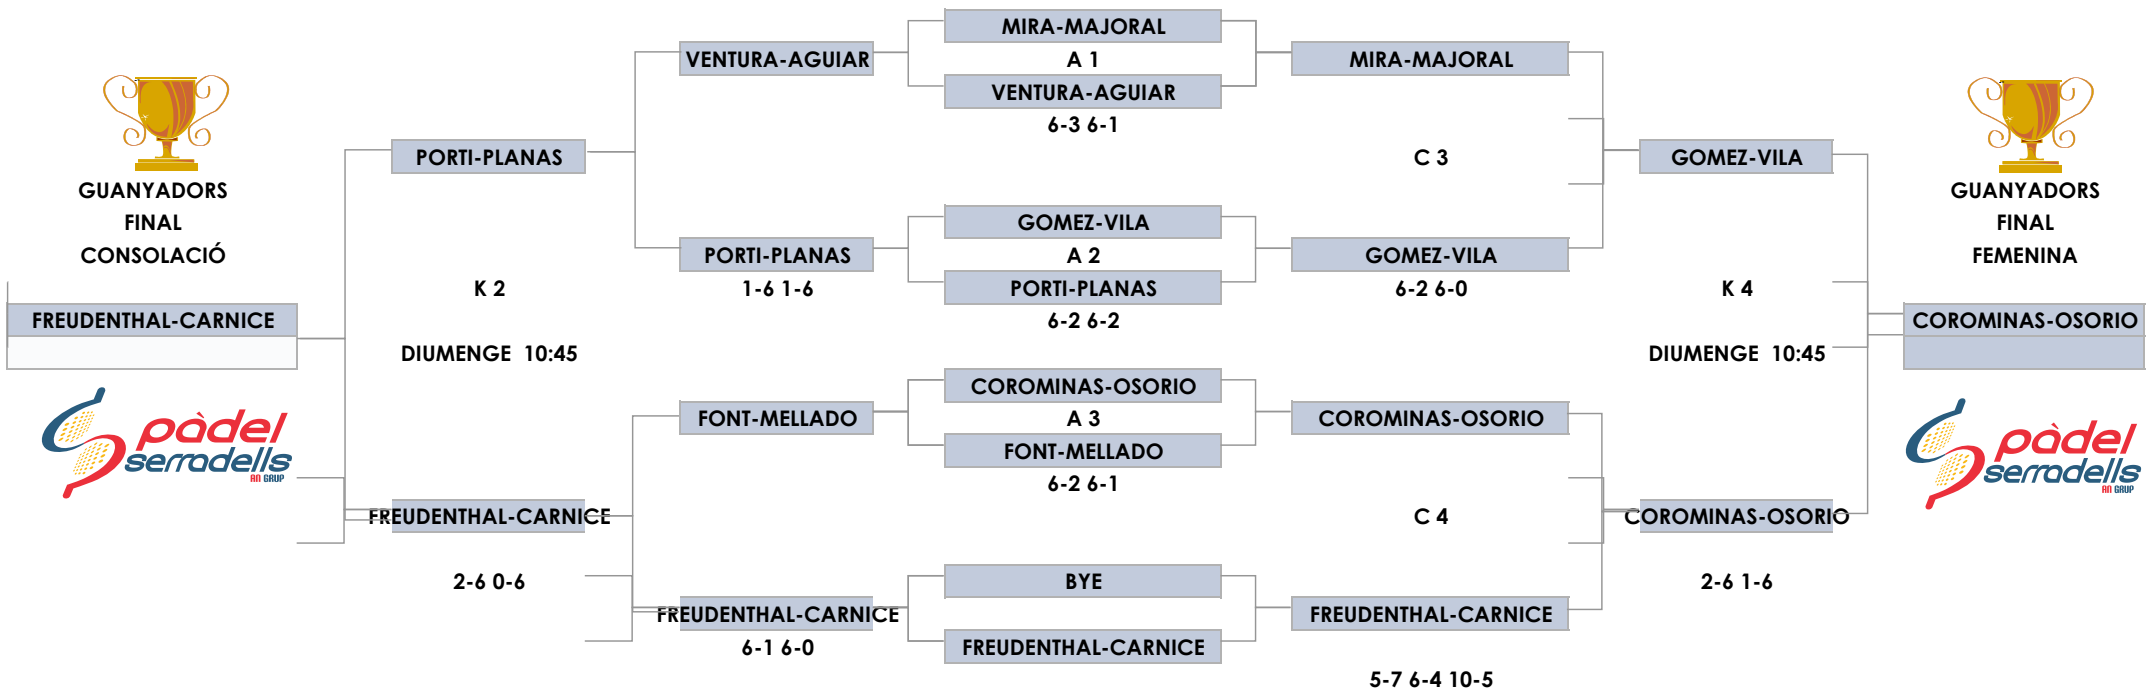 MIRA-MAJORAL
VENTURA-AGUIAR
A 1
MIRA-MAJORAL
VENTURA-AGUIAR
6-3 6-1
PORTI-PLANAS
C 3
GOMEZ-VILA
GUANYADORS
FINAL
CONSOLACIÓ
GUANYADORS
FINAL
FEMENINA
GOMEZ-VILA
PORTI-PLANAS
A 2
GOMEZ-VILA
K 2
1-6 1-6
PORTI-PLANAS
6-2 6-0
K 4
FREUDENTHAL-CARNICE
6-2 6-2
COROMINAS-OSORIO
DIUMENGE 10:45
DIUMENGE 10:45
COROMINAS-OSORIO
FONT-MELLADO
A 3
COROMINAS-OSORIO
FONT-MELLADO
6-2 6-1
pàdel
serradells
AN GRUP
pàdel
serradells
AN GRUP
FREUDENTHAL-CARNICE
C 4
COROMINAS-OSORIO
2-6 0-6
BYE
2-6 1-6
FREUDENTHAL-CARNICE
FREUDENTHAL-CARNICE
6-1 6-0
FREUDENTHAL-CARNICE
5-7 6-4 10-5